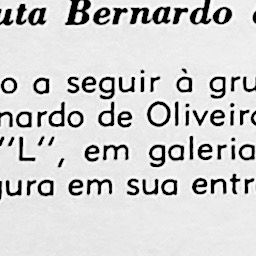 uta Bernardo
o a seguir à gru
nardo de Oliveir
"L", em galeria
gura em sua entr